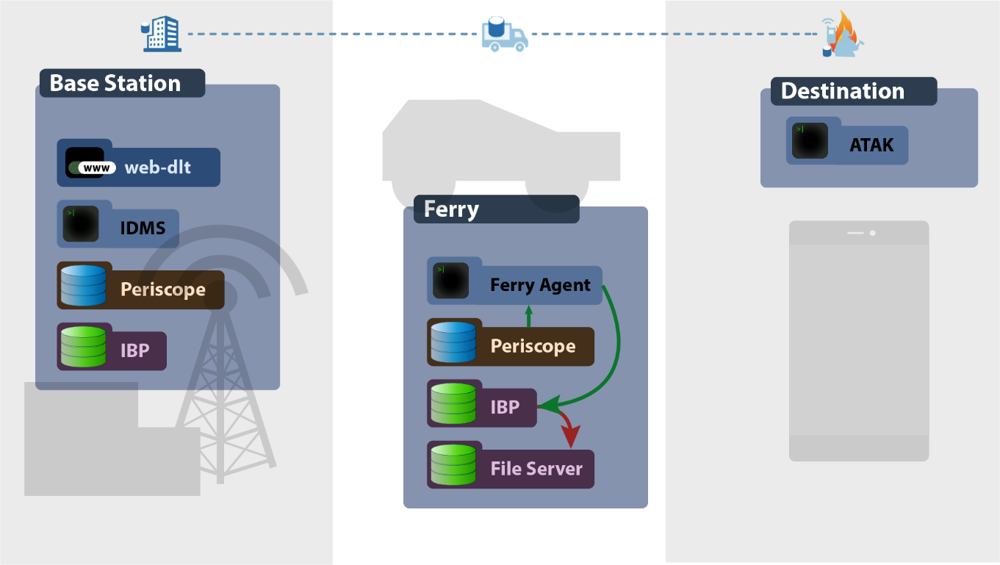 Base Station
www
web-dlt
>|
IDMS
Periscope
IBP
Ferry
>|
Ferry Agent
Periscope
IBP
File Server
Destination
>|
ATAK